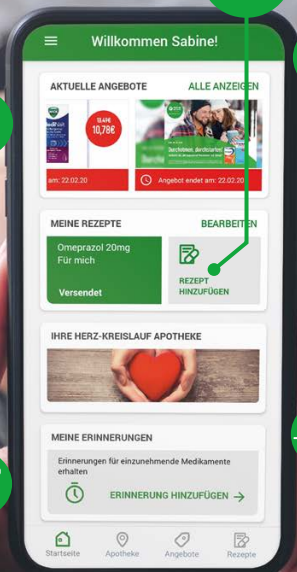 Willkommen Sabine!
AKTUELLE ANGEBOTE
ALLE ANZEIGEN
10,78€
am: 22.02.20
Angebot endet am: 22.02.20
MEINE REZEPTE
BEARBEITEN
Omeprazol 20mg
Für mich
Versendet
REZEPT
HINZUFÜGEN
IHRE HERZ-KREISLAUF APOTHEKE
MEINE ERINNERUNGEN
Erinnerungen für einzunehmende Medikamente
erhalten
ERINNERUNG HINZUFÜGEN →
Startseite
Apotheke
Angebote
Rezepte